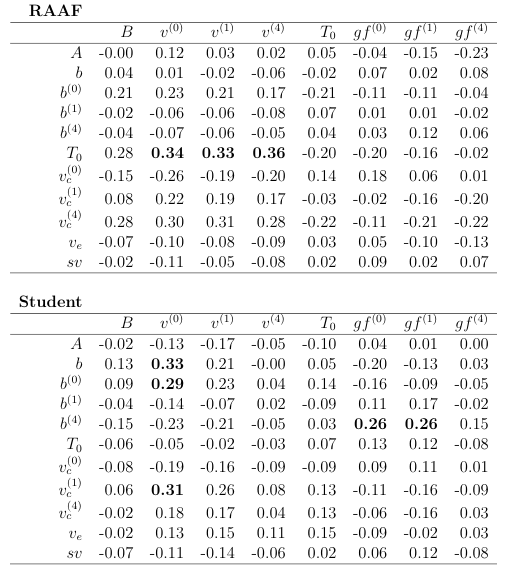 RAAF
B v^(0) v^(1) v^(4) T_0 gf^(0) gf^(1) gf^(4)
A -0.00 0.12 0.03 0.02 0.05 -0.04 -0.15 -0.23
b 0.04 0.01 -0.02 -0.06 -0.02 0.07 0.02 0.08
b^(0) 0.21 0.23 0.21 0.17 -0.21 -0.11 -0.11 -0.04
b^(1) -0.02 -0.06 -0.06 -0.08 0.07 0.01 0.01 -0.02
b^(4) -0.04 -0.07 -0.06 -0.05 0.04 0.03 0.12 0.06
T_0 0.28 0.34 0.33 0.36 -0.20 -0.20 -0.16 -0.02
v_c^(0) -0.15 -0.26 -0.19 -0.20 0.14 0.18 0.06 0.01
v_c^(1) 0.08 0.22 0.19 0.17 -0.03 -0.02 -0.16 -0.20
v_c^(4) 0.28 0.30 0.31 0.28 -0.22 -0.11 -0.21 -0.22
v_e -0.07 -0.10 -0.08 -0.09 0.03 0.05 -0.10 -0.13
sv -0.02 -0.11 -0.05 -0.08 0.02 0.09 0.02 0.07
Student
B v^(0) v^(1) v^(4) T_0 gf^(0) gf^(1) gf^(4)
A -0.02 -0.13 -0.17 -0.05 -0.10 0.04 0.01 0.00
b 0.13 0.33 0.21 -0.00 0.05 -0.20 -0.13 0.03
b^(0) 0.09 0.29 0.23 0.04 0.14 -0.16 -0.09 -0.05
b^(1) -0.04 -0.14 -0.07 0.02 -0.09 0.11 0.17 -0.02
b^(4) -0.15 -0.23 -0.21 -0.05 0.03 0.26 0.26 0.15
T_0 -0.06 -0.05 -0.02 -0.03 0.07 0.13 0.12 -0.08
v_c^(0) -0.08 -0.19 -0.16 -0.09 -0.09 0.09 0.11 0.01
v_c^(1) 0.06 0.31 0.26 0.08 0.13 -0.11 -0.16 -0.09
v_c^(4) -0.02 0.18 0.17 0.04 0.13 -0.06 -0.16 0.03
v_e -0.02 0.13 0.15 0.11 0.15 -0.09 -0.02 0.03
sv -0.07 -0.11 -0.14 -0.06 0.02 0.06 0.12 -0.08